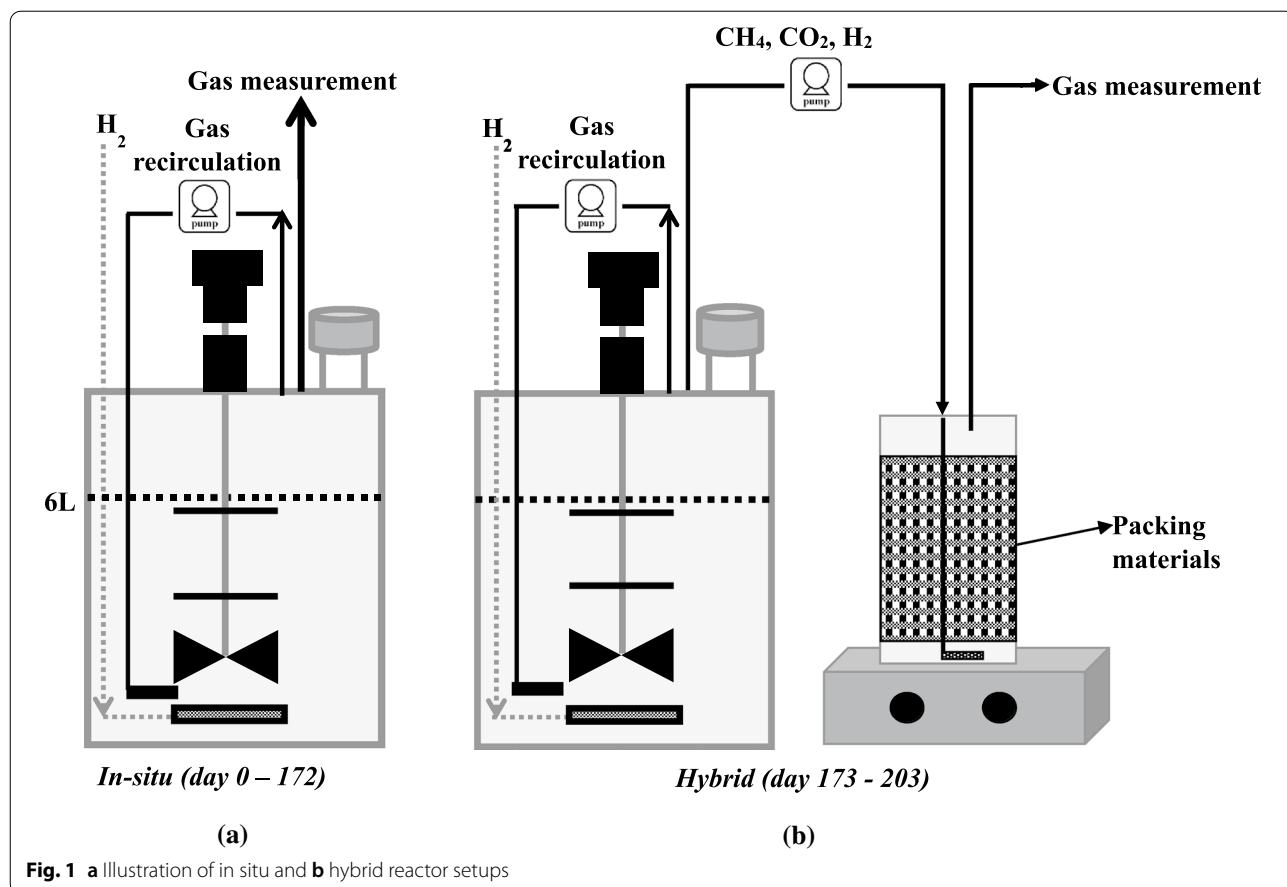 Gas measurement
H2
Gas
recirculation
pump
6L
In-situ (day 0 – 172)
(a)
CH4, CO2, H2
pump
Gas measurement
H2
Gas
recirculation
pump
Packing
materials
Hybrid (day 173 - 203)
(b)
Fig. 1 a Illustration of in situ and b hybrid reactor setups